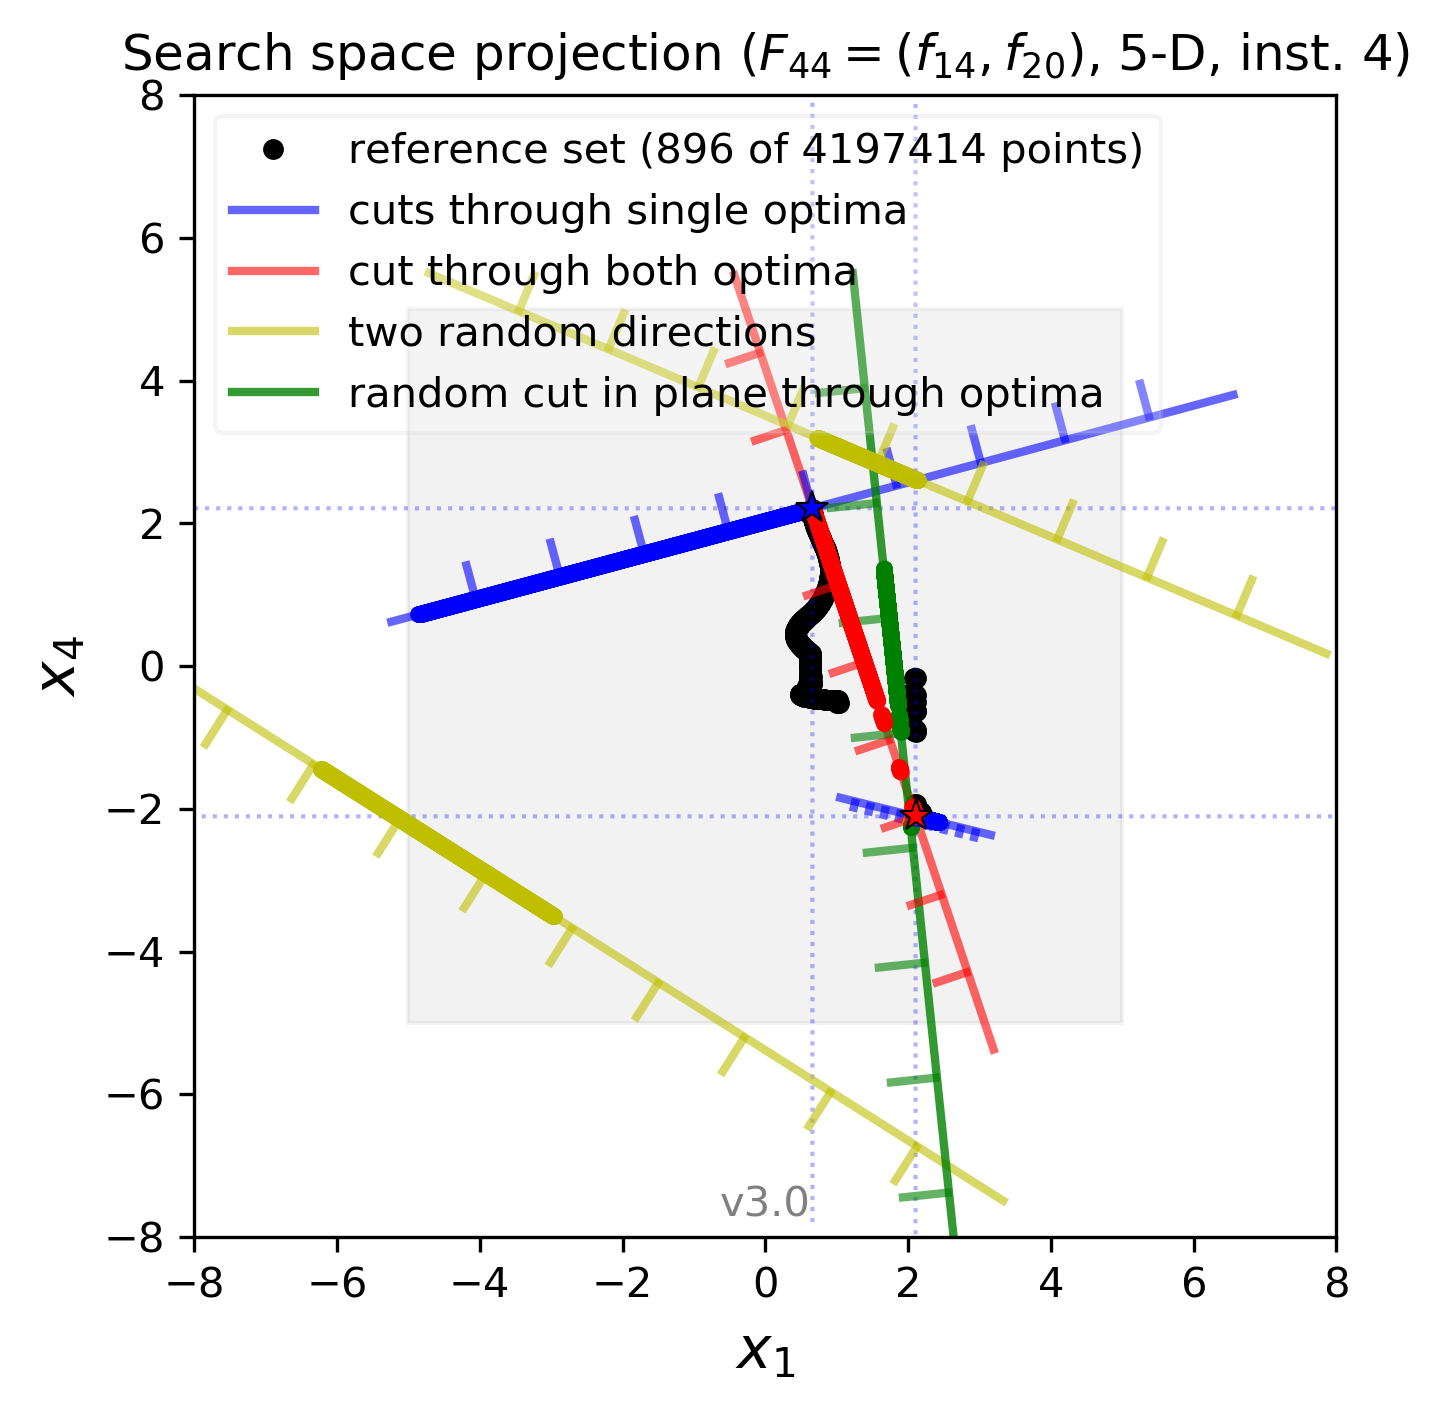 Search space projection (F₄₄ = (f₁₄, f₂₀), 5-D, inst. 4)
reference set (896 of 4197414 points)
cuts through single optima
cut through both optima
two random directions
random cut in plane through optima
8
6
4
2
0
−2
−4
−6
−8
x₄
v3.0
−8 −6 −4 −2 0 2 4 6 8
x₁